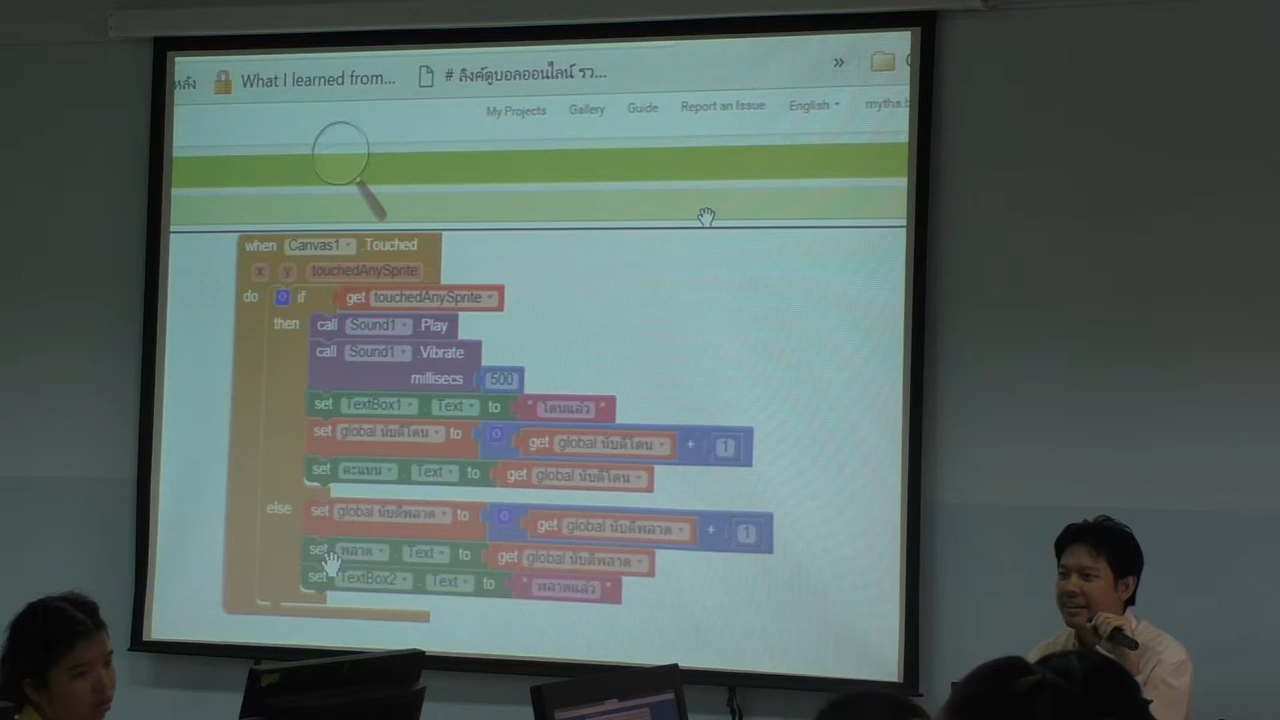 หลัง What I learned from... # ลิงค์ดูบอลออนไลน์ รว... »
My Projects Gallery Guide Report an Issue English myths.b
when Canvas1 .Touched
x y touchedAnySprite
do if get touchedAnySprite
then call Sound1 .Play
call Sound1 .Vibrate
millisecs 500
set TextBox1 . Text to " โดนแล้ว "
set global นับตีโดน to get global นับตีโดน + 1
set คะแนน . Text to get global นับตีโดน
else set global นับตีพลาด to get global นับตีพลาด + 1
set พลาด . Text to get global นับตีพลาด
set TextBox2 . Text to " พลาดแล้ว "